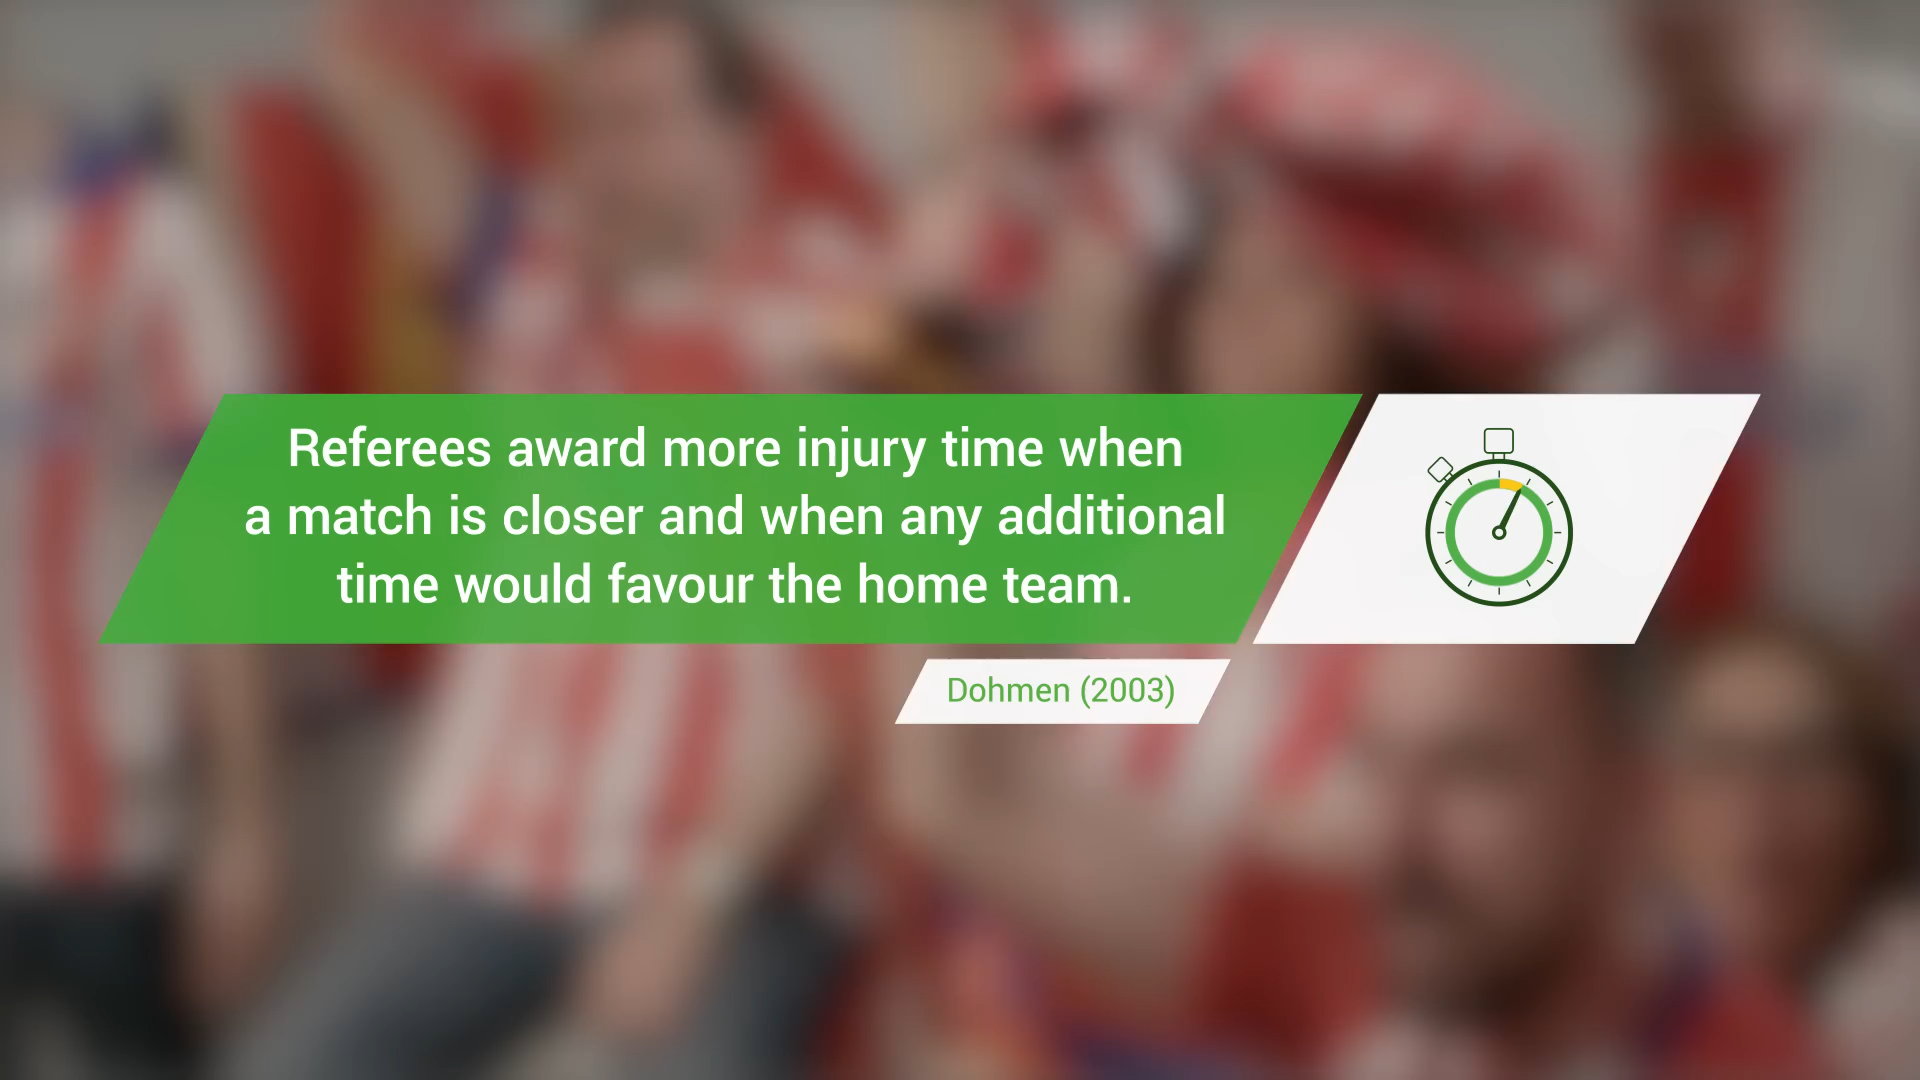 Referees award more injury time when
a match is closer and when any additional
time would favour the home team.
Dohmen (2003)